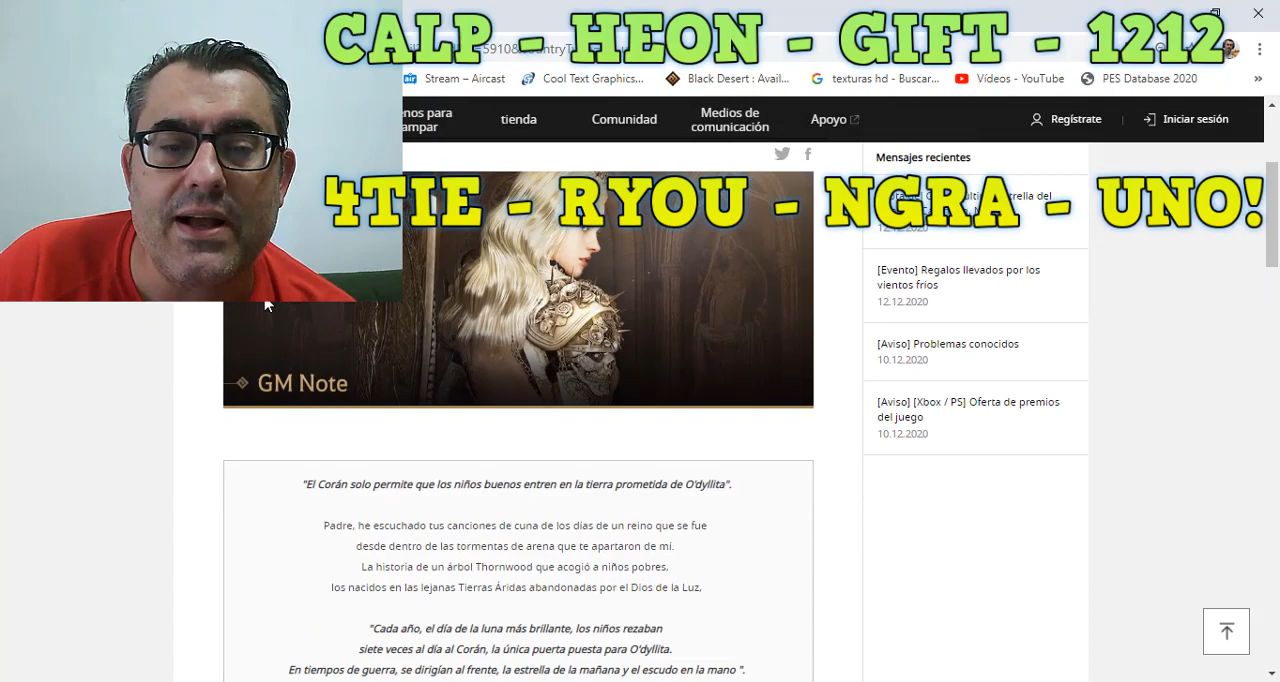 CALP - HEON - GIFT - 1212
=5910&
Stream – Aircast
Cool Text Graphics...
Black Desert : Avail...
texturas hd - Buscar...
Vídeos - YouTube
PES Database 2020
»
enos para
ampar
tienda
Comunidad
Medios de
comunicación
Apoyo
Regístrate
Iniciar sesión
Mensajes recientes
4TIE - RYOU - NGRA - UNO!
strella del
12.12.2020
[Evento] Regalos llevados por los
vientos fríos
12.12.2020
[Aviso] Problemas conocidos
10.12.2020
[Aviso] [Xbox / PS] Oferta de premios
del juego
10.12.2020
GM Note
"El Corán solo permite que los niños buenos entren en la tierra prometida de O'dyllita".
Padre, he escuchado tus canciones de cuna de los días de un reino que se fue
desde dentro de las tormentas de arena que te apartaron de mí.
La historia de un árbol Thornwood que acogió a niños pobres,
los nacidos en las lejanas Tierras Áridas abandonadas por el Dios de la Luz,
"Cada año, el día de la luna más brillante, los niños rezaban
siete veces al día al Corán, la única puerta puesta para O'dyllita.
En tiempos de guerra, se dirigían al frente, la estrella de la mañana y el escudo en la mano ".